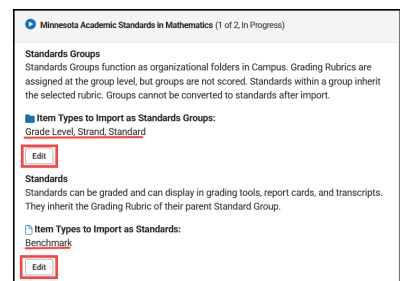 Minnesota Academic Standards in Mathematics (1 of 2, In Progress)
Standards Groups
Standards Groups function as organizational folders in Campus. Grading Rubrics are
assigned at the group level, but groups are not scored. Standards within a group inherit
the selected rubric. Groups cannot be converted to standards after import.
Item Types to Import as Standards Groups:
Grade Level, Strand, Standard
Edit
Standards
Standards can be graded and can display in grading tools, report cards, and transcripts.
They inherit the Grading Rubric of their parent Standard Group.
Item Types to Import as Standards:
Benchmark
Edit